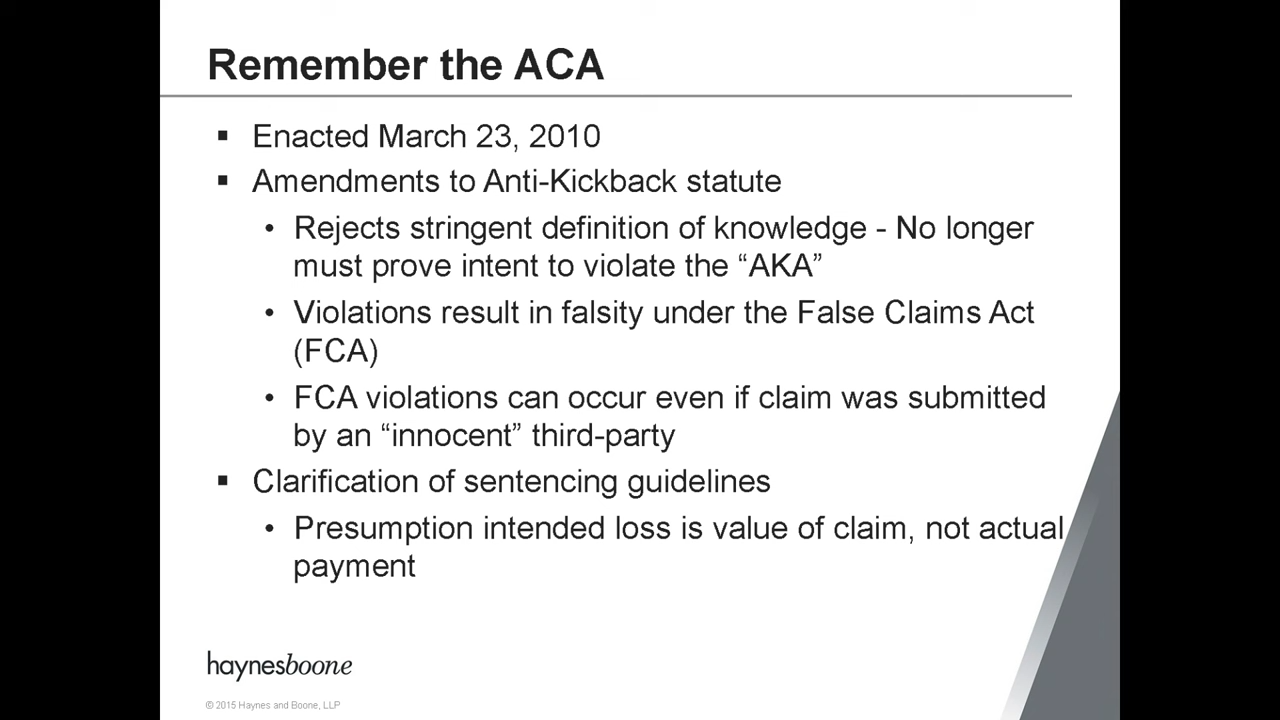 Remember the ACA
▪ Enacted March 23, 2010
▪ Amendments to Anti-Kickback statute
• Rejects stringent definition of knowledge - No longer
must prove intent to violate the “AKA”
• Violations result in falsity under the False Claims Act
(FCA)
• FCA violations can occur even if claim was submitted
by an “innocent” third-party
▪ Clarification of sentencing guidelines
• Presumption intended loss is value of claim, not actual
payment
haynesboone
© 2015 Haynes and Boone, LLP